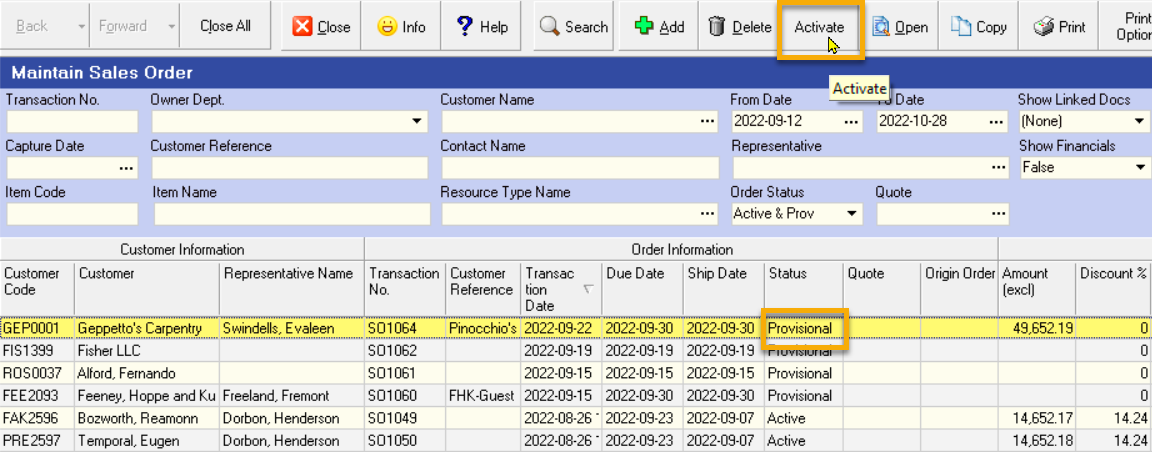 Back Forward Close All Close Info Help Search Add Delete Activate Open Copy Print Print
Optio
Activate
Maintain Sales Order
Transaction No. Owner Dept. Customer Name From Date To Date Show Linked Docs
2022-09-12 2022-10-28 (None)
Capture Date Customer Reference Contact Name Representative Show Financials
False
Item Code Item Name Resource Type Name Order Status Quote
Active & Prov
Customer Information Order Information
Customer Customer Representative Name Transaction Customer Transac Due Date Ship Date Status Quote Origin Order Amount Discount %
Code No. Reference tion (excl)
Date
GEP0001 Geppetto's Carpentry Swindells, Evaleen SO1064 Pinocchio's 2022-09-22 2022-09-30 2022-09-30 Provisional 49,652.19 0
FIS1399 Fisher LLC SO1062 2022-09-19 2022-09-19 2022-09-19 Provisional 0
ROS0037 Alford, Fernando SO1061 2022-09-15 2022-09-15 2022-09-15 Provisional 0
FEE2093 Feeney, Hoppe and Ku Freeland, Fremont SO1060 FHK-Guest 2022-09-15 2022-09-30 2022-09-30 Provisional 0
FAK2596 Bozworth, Reamonn Dorbon, Henderson SO1049 2022-08-26 2022-09-23 2022-09-07 Active 14,652.17 14.24
PRE2597 Temporal, Eugen Dorbon, Henderson SO1050 2022-08-26 2022-09-23 2022-09-07 Active 14,652.18 14.24